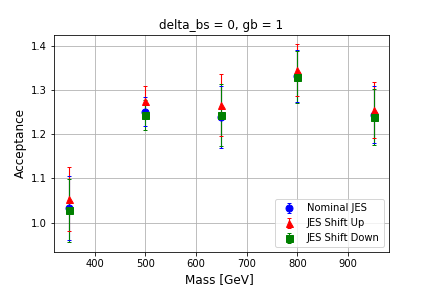 delta_bs = 0, gb = 1
Acceptance
1.4
1.3
1.2
1.1
1.0
400
500
600
700
800
900
Mass [GeV]
Nominal JES
JES Shift Up
JES Shift Down